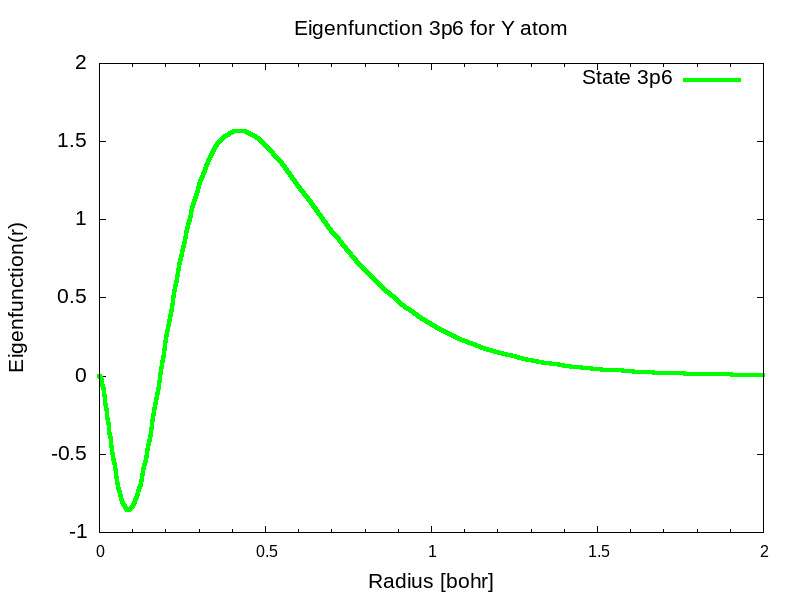 Eigenfunction 3p6 for Y atom
State 3p6
2
1.5
1
0.5
0
-0.5
-1
Eigenfunction(r)
0 0.5 1 1.5 2
Radius [bohr]